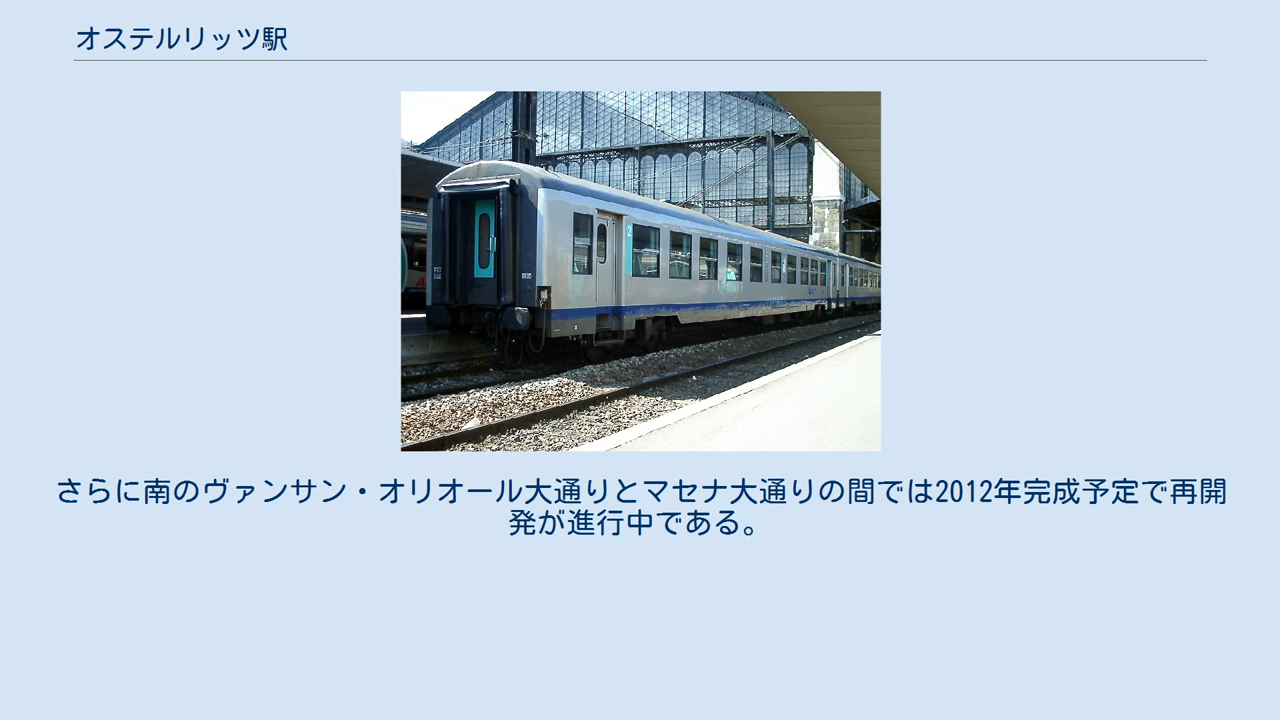 オステルリッツ駅
さらに南のヴァンサン・オリオール大通りとマセナ大通りの間では2012年完成予定で再開
発が進行中である。